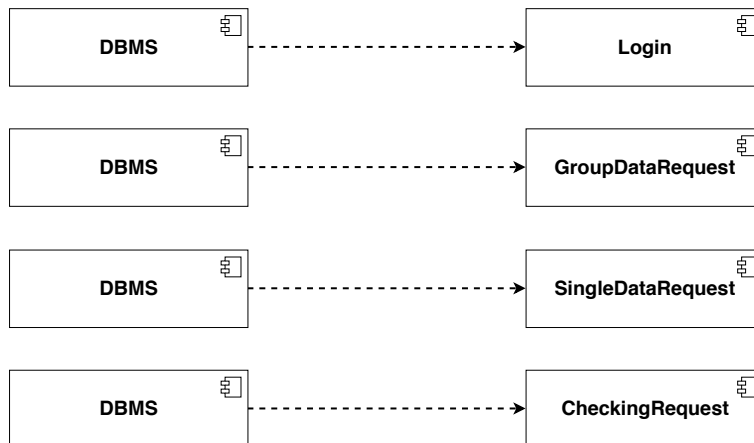 DBMS
Login
DBMS
GroupDataRequest
DBMS
SingleDataRequest
DBMS
CheckingRequest